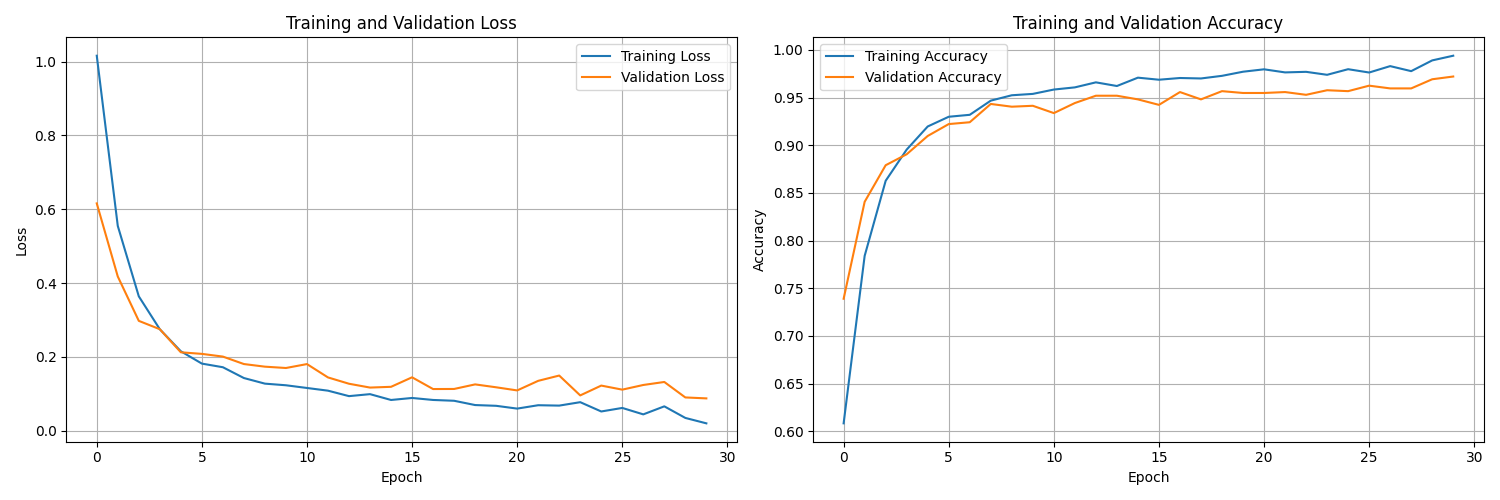 Training and Validation Loss
Training Loss
Validation Loss
1.0
0.8
0.6
0.4
0.2
0.0
Loss
0 5 10 15 20 25 30
Epoch
Training and Validation Accuracy
Training Accuracy
Validation Accuracy
1.00
0.95
0.90
0.85
0.80
0.75
0.70
0.65
0.60
Accuracy
0 5 10 15 20 25 30
Epoch